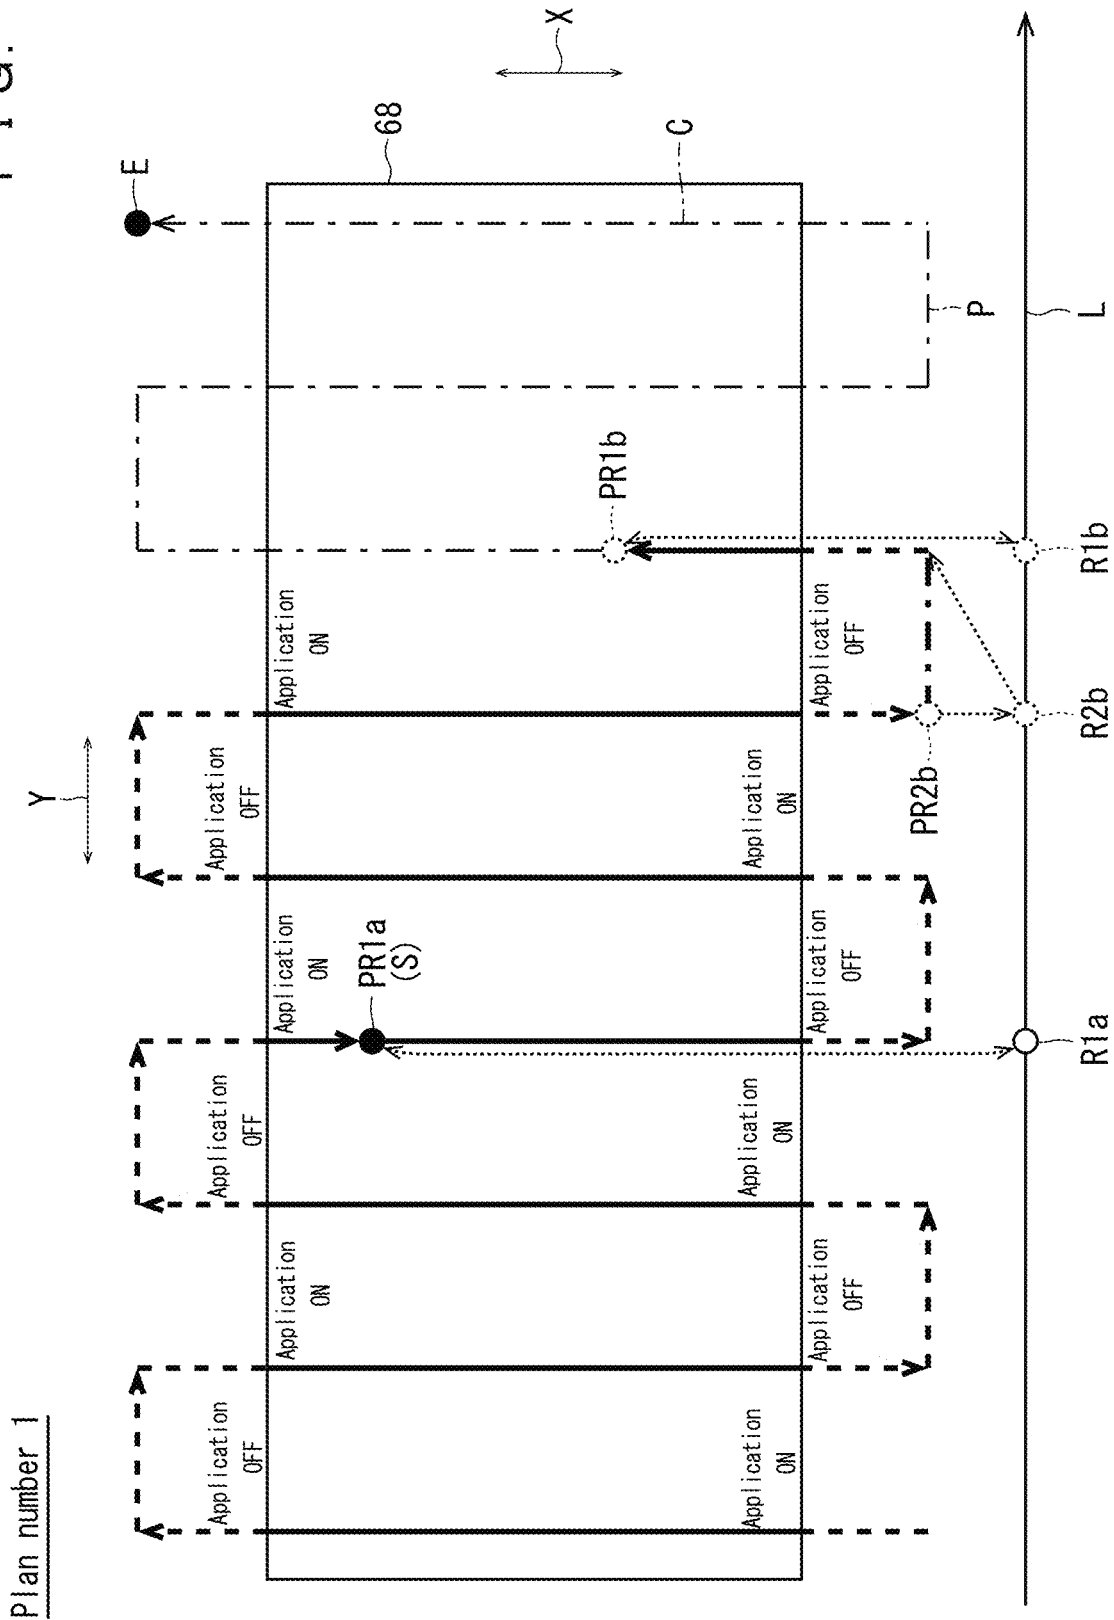 Plan number 1
Y
E
Application
OFF
Application
OFF
Application
OFF
Application
ON
Application
ON
Application
ON
PR1a
(S)
68
X
PR1b
C
Application
ON
Application
ON
Application
ON
Application
OFF
Application
OFF
Application
OFF
PR2b
P
R1a
R2b
R1b
L